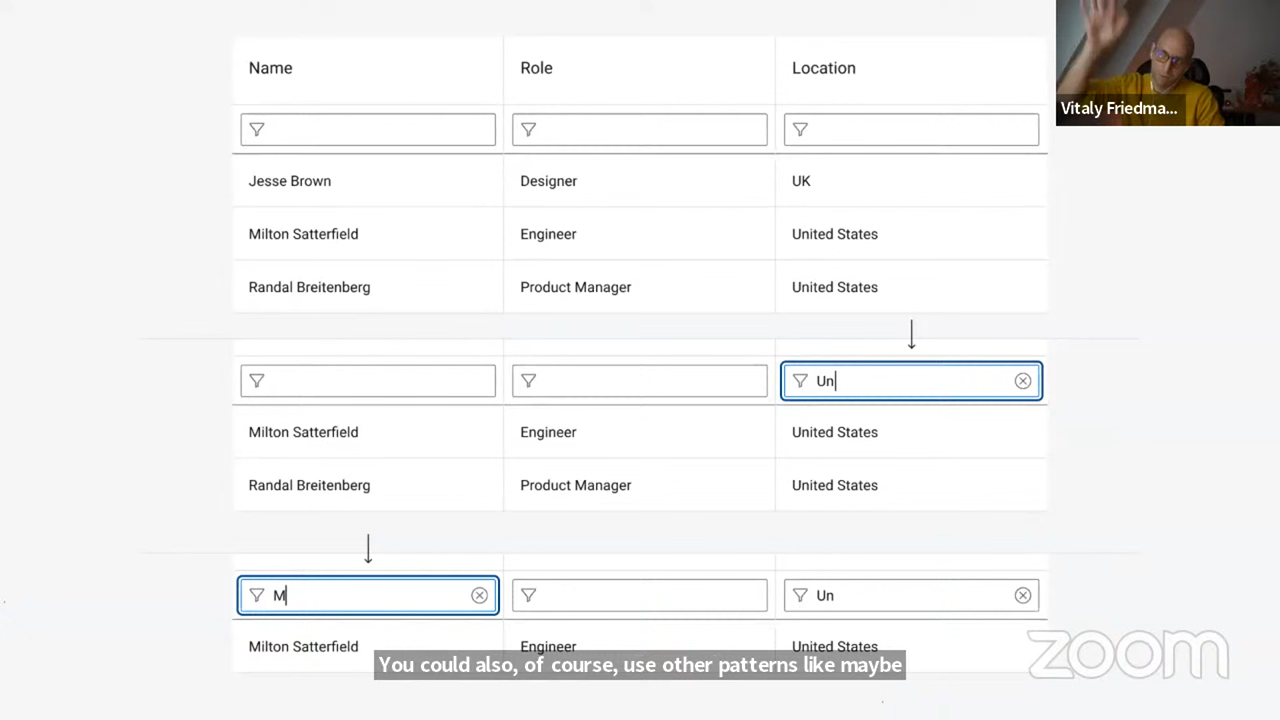 Name Role Location
Vitaly Friedma...
Jesse Brown Designer UK
Milton Satterfield Engineer United States
Randal Breitenberg Product Manager United States
Un
Milton Satterfield Engineer United States
Randal Breitenberg Product Manager United States
M Un
Milton Satterfield Engineer United States
You could also, of course, use other patterns like maybe
zoom